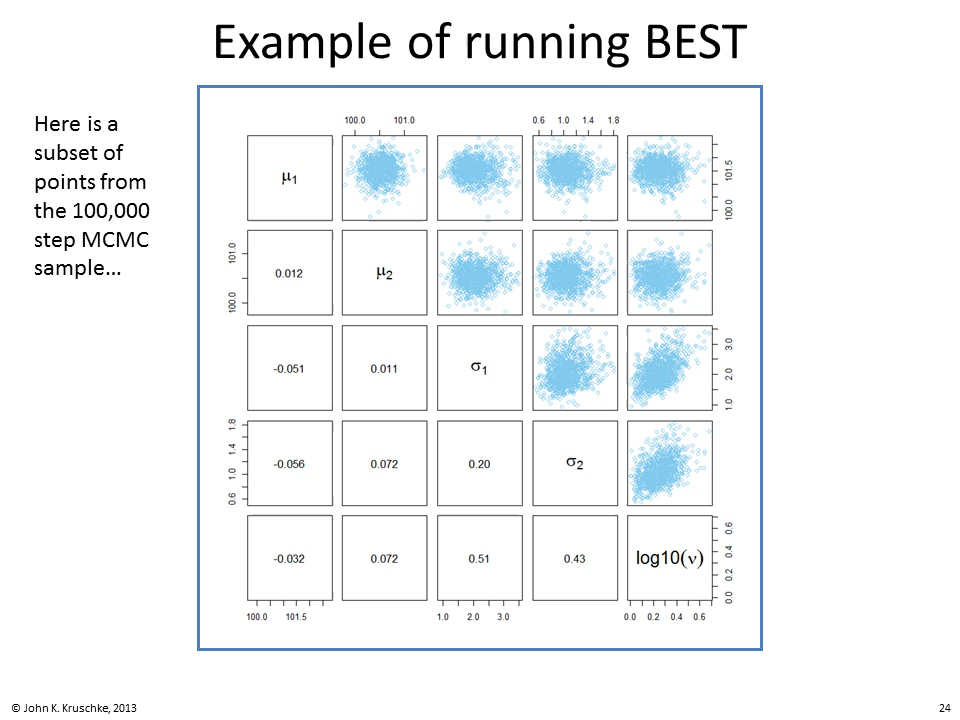 Example of running BEST
Here is a
subset of
points from
the 100,000
step MCMC
sample...
100.0 101.0
0.6 1.0 1.4 1.8
μ1
100.0 101.5
100.0 101.0
0.012
μ2
-0.051
0.011
σ1
1.0 2.0 3.0
0.6 1.0 1.4 1.8
-0.056
0.072
0.20
σ2
-0.032
0.072
0.51
0.43
log10(ν)
0.0 0.2 0.4 0.6
100.0 101.5
1.0 2.0 3.0
0.0 0.2 0.4 0.6
© John K. Kruschke, 2013
24